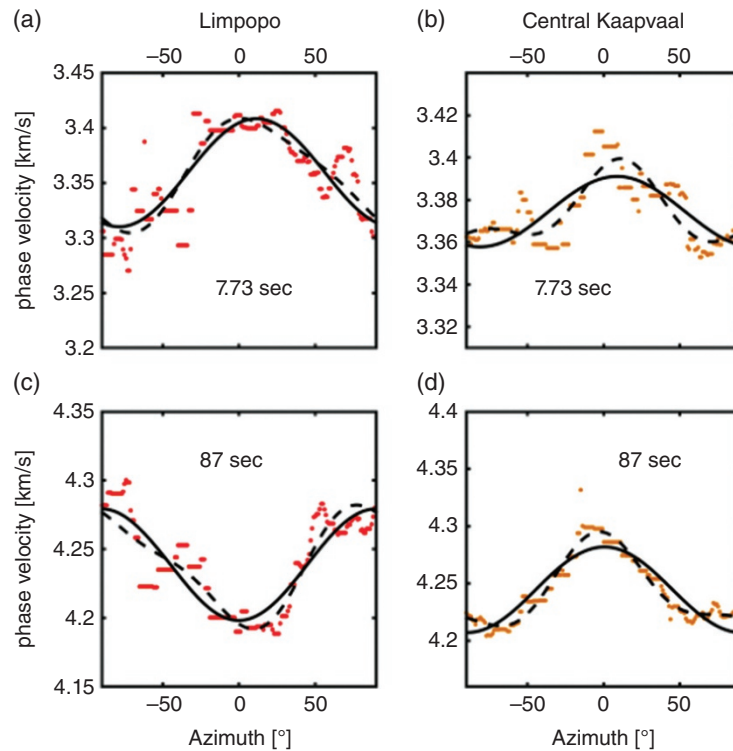 (a) Limpopo
−50 0 50
3.45
3.4
3.35
3.3
3.25
3.2
phase velocity [km/s]
7.73 sec
(b) Central Kaapvaal
−50 0 50
3.42
3.4
3.38
3.36
3.34
3.32
7.73 sec
(c)
4.35
4.3
4.25
4.2
4.15
phase velocity [km/s]
87 sec
−50 0 50
Azimuth [°]
(d)
4.4
4.35
4.3
4.25
4.2
87 sec
−50 0 50
Azimuth [°]